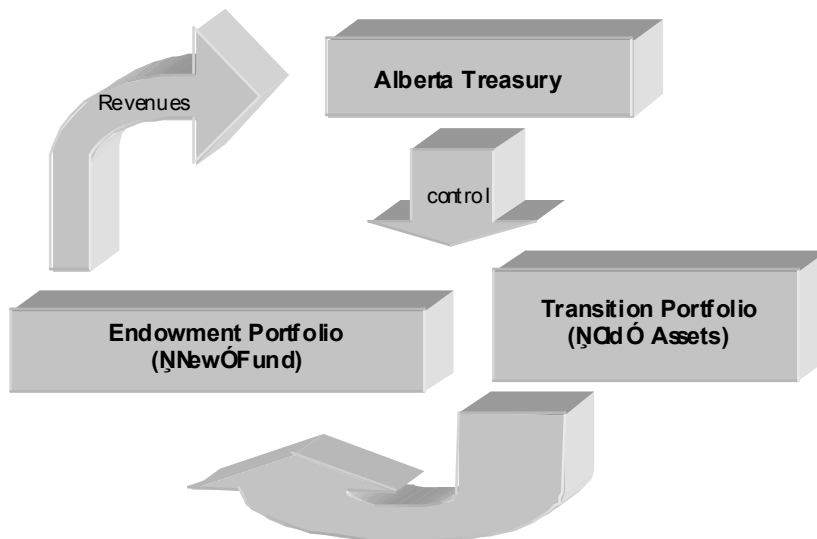 Alberta Treasury
Revenues
control
Transition Portfolio
(ŅOldÓ Assets)
Endowment Portfolio
(ŅNewÓFund)